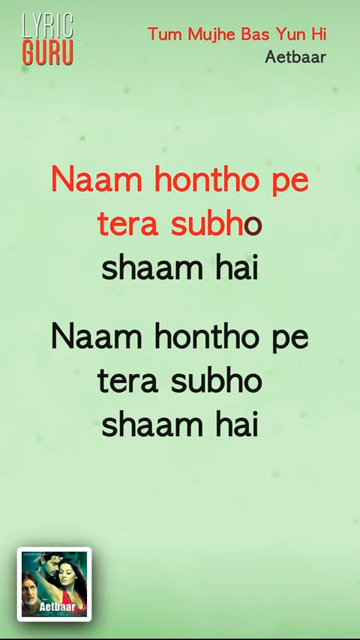 LYRIC
GURU
Tum Mujhe Bas Yun Hi
Aetbaar
Naam hontho pe
tera subho
shaam hai
Naam hontho pe
tera subho
shaam hai
Aetbaar